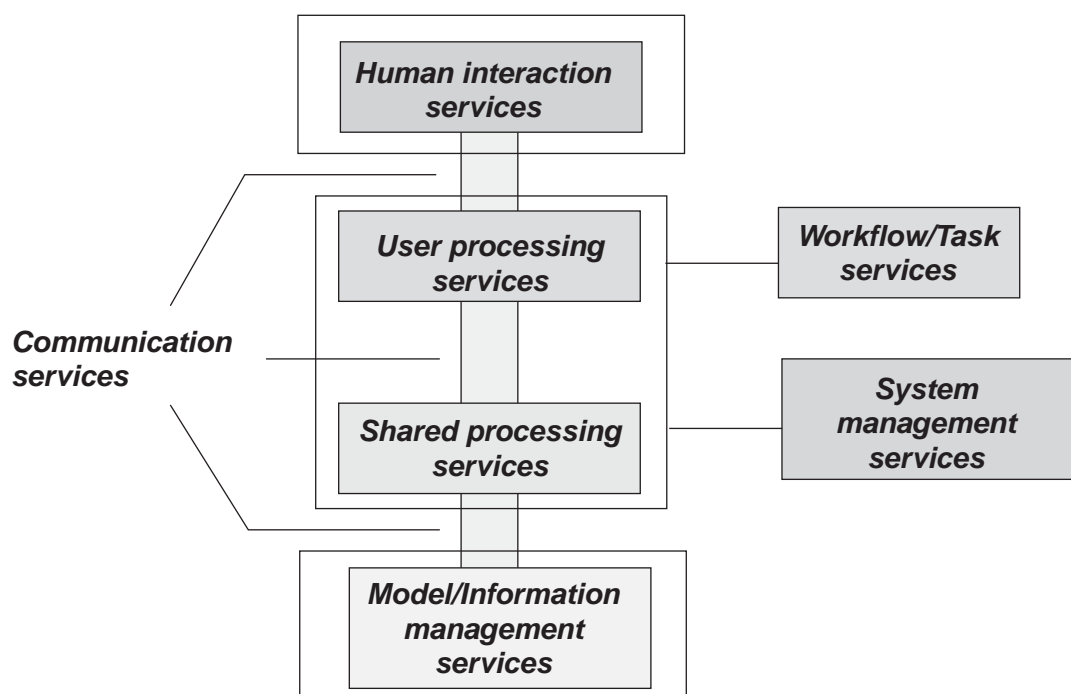 Human interaction
services
User processing
services
Workflow/Task
services
Communication
services
System
management
services
Shared processing
services
Model/Information
management
services